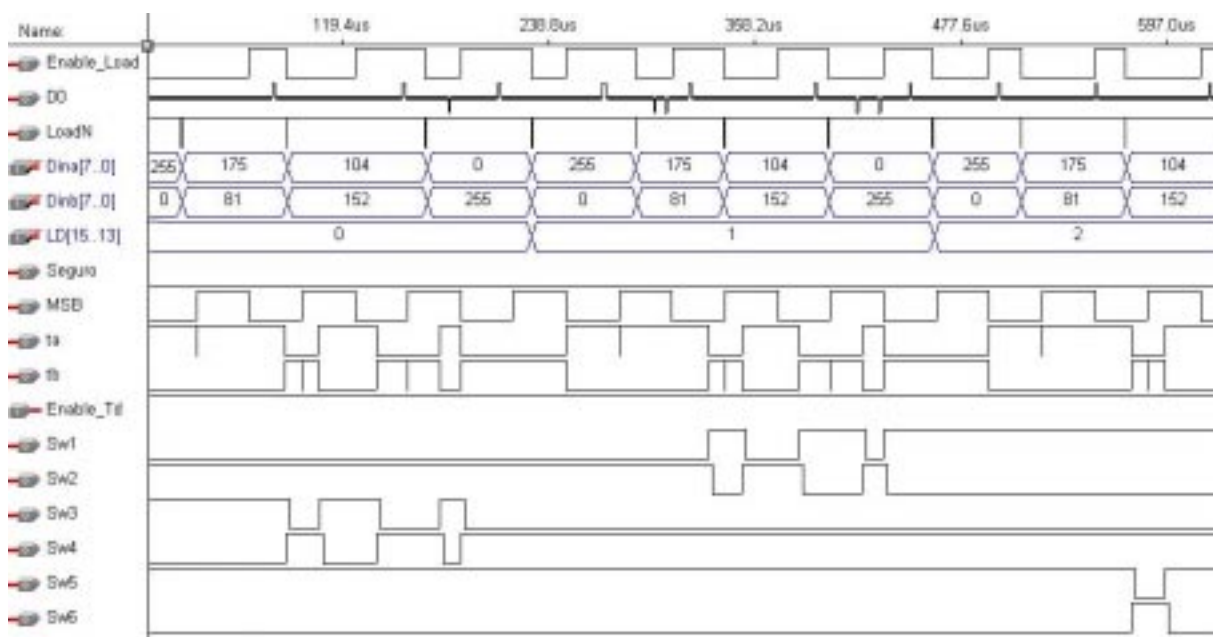 Name: 119.4us 238.8us 358.2us 477.6us 597.0us
Enable_Load
D0
LoadN
Dina[7..0] 255 175 104 0 255 175 104 0 255 175 104
Dinb[7..0] 0 81 152 255 0 81 152 255 0 81 152
LD[15..13] 0 1 2
Seguro
MSB
ta
tb
Enable_Td
Sw1
Sw2
Sw3
Sw4
Sw5
Sw6